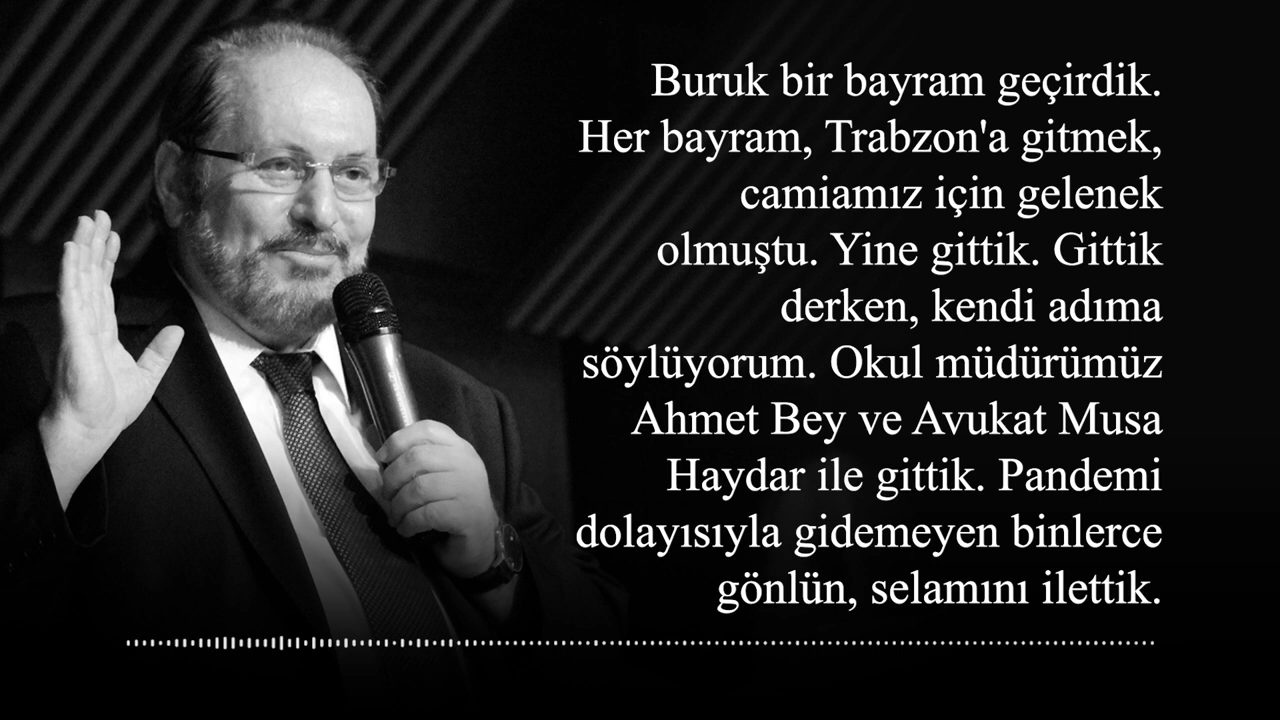 Buruk bir bayram geçirdik.
Her bayram, Trabzon'a gitmek,
camiamız için gelenek
olmuştu. Yine gittik. Gittik
derken, kendi adıma
söylüyorum. Okul müdürümüz
Ahmet Bey ve Avukat Musa
Haydar ile gittik. Pandemi
dolayısıyla gidemeyen binlerce
gönlün, selamını ilettik.